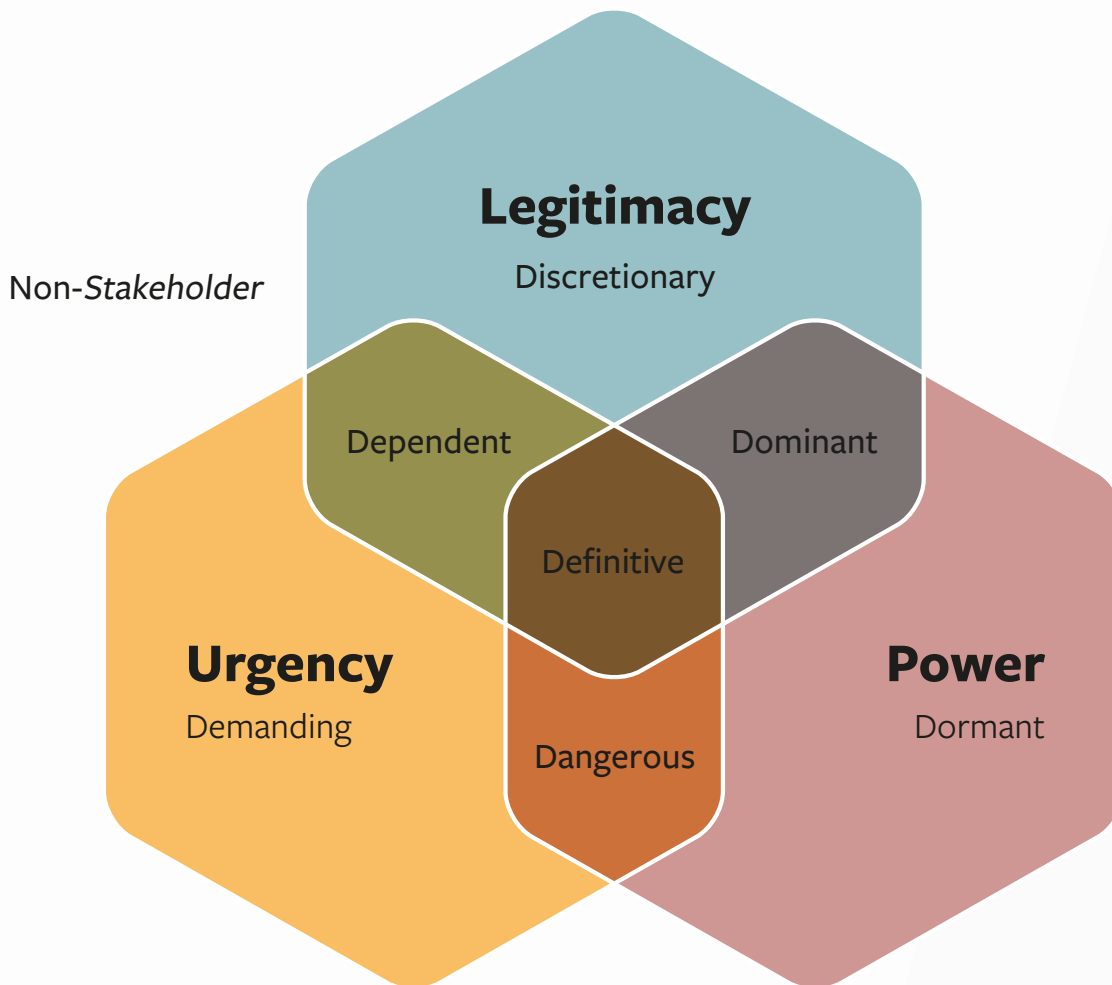 Legitimacy
Discretionary
Non-Stakeholder
Dependent
Dominant
Definitive
Urgency
Demanding
Power
Dormant
Dangerous